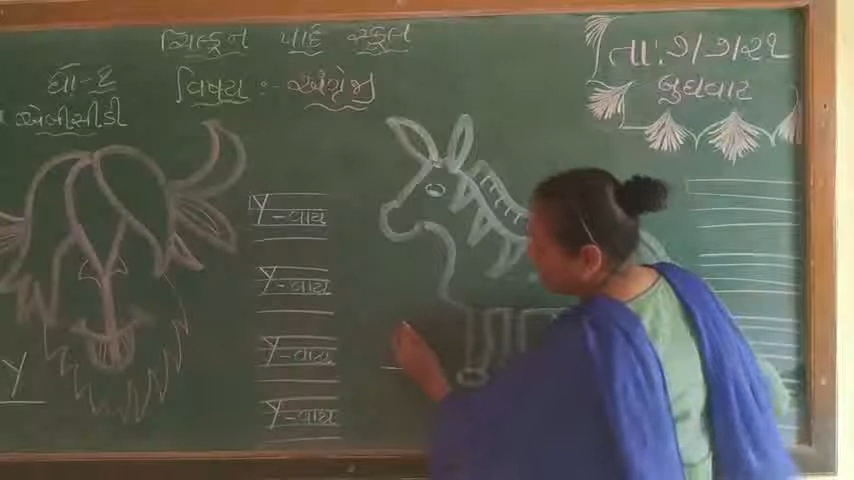 ચિલ્ડ્રન પાર્ક સ્કુલ
તા:૭/૭/૨૧
બુધવાર
ધો-૬
વિષય :- અંગ્રેજી
એબીસીડી
Y-વાય
Y-વાય
Y-વાય
Y-વાય
Y